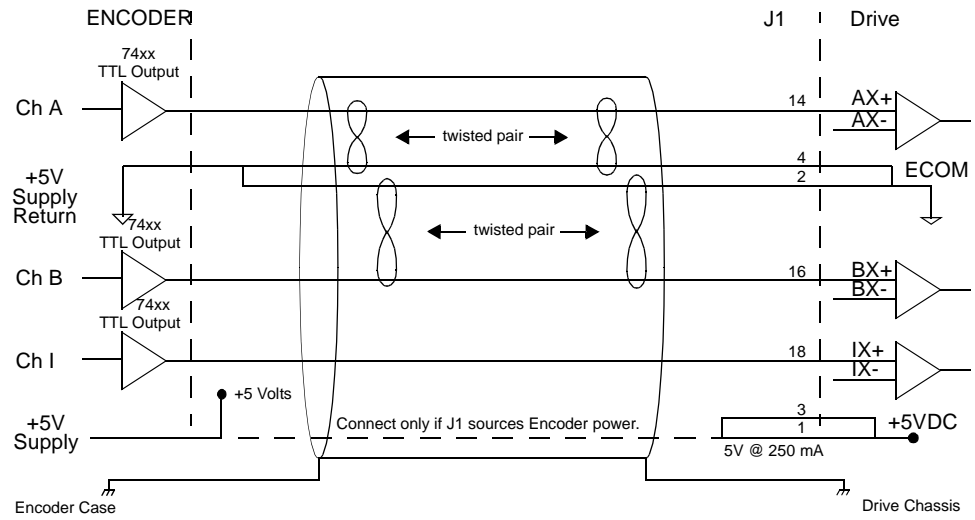 ENCODER
J1
Drive
74xx
TTL Output
Ch A
14
AX+
AX-
twisted pair
4
2
ECOM
+5V
Supply
Return
74xx
TTL Output
twisted pair
Ch B
16
BX+
BX-
74xx
TTL Output
Ch I
18
IX+
IX-
+5 Volts
+5V
Supply
Connect only if J1 sources Encoder power.
3
1
+5VDC
5V @ 250 mA
Encoder Case
Drive Chassis